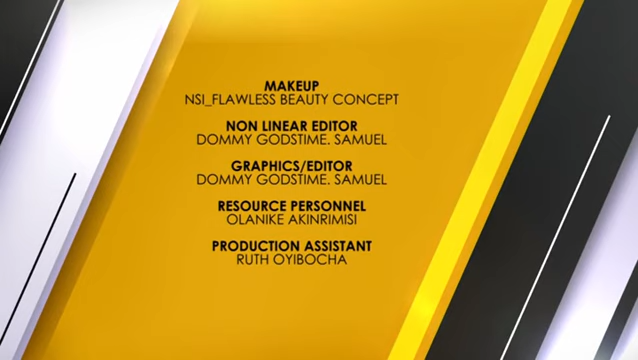 MAKEUP
NSI_FLAWLESS BEAUTY CONCEPT
NON LINEAR EDITOR
DOMMY GODSTIME. SAMUEL
GRAPHICS/EDITOR
DOMMY GODSTIME. SAMUEL
RESOURCE PERSONNEL
OLANIKE AKINRIMISI
PRODUCTION ASSISTANT
RUTH OYIBOCHA